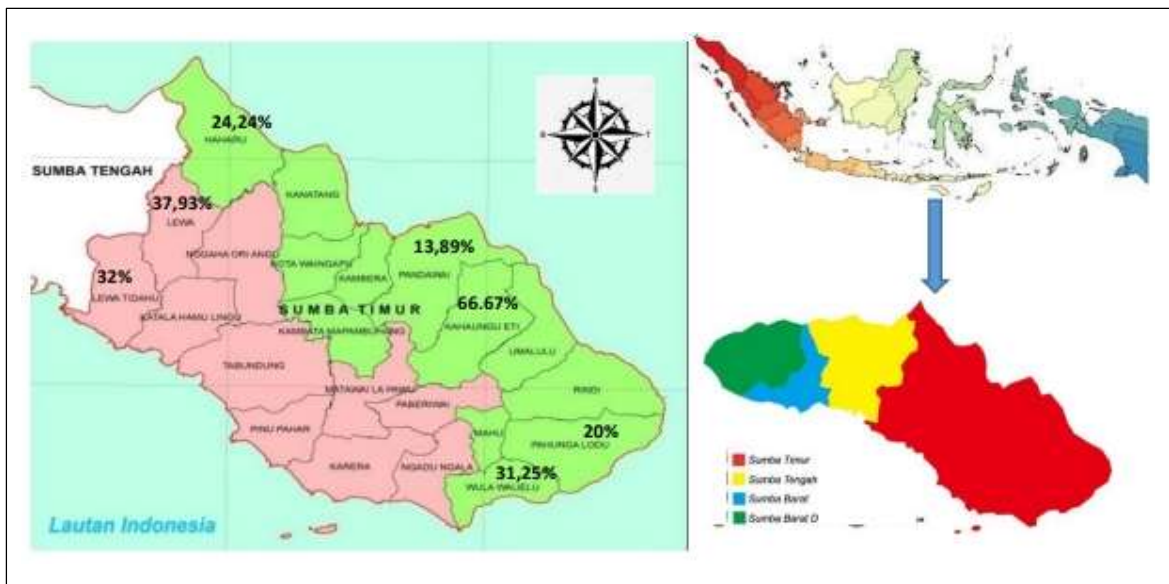 24,24%
HAHARU
SUMBA TENGAH
KANATANG
37,93%
LEWA
NGGAHA ORI ANGU
13,89%
KOTA WAINGAPU
PANDAWAI
KAMBERA
32%
LEWA TIDAHU
66.67%
SUMBA TIMUR
KATALA HAMU LINGU
KAHAUNGU ETI
KAMBATA MAPAMBUHANG
UMALULU
TABUNDUNG
MATAWAI LA PAWU
RINDI
PABERIWAI
PINU PAHAR
MAHU
20%
PAHUNGA LODU
KARERA
NGADU NGALA
31,25%
WULA WAIJELU
Lautan Indonesia
Sumba Timur
Sumba Tengah
Sumba Barat
Sumba Barat D